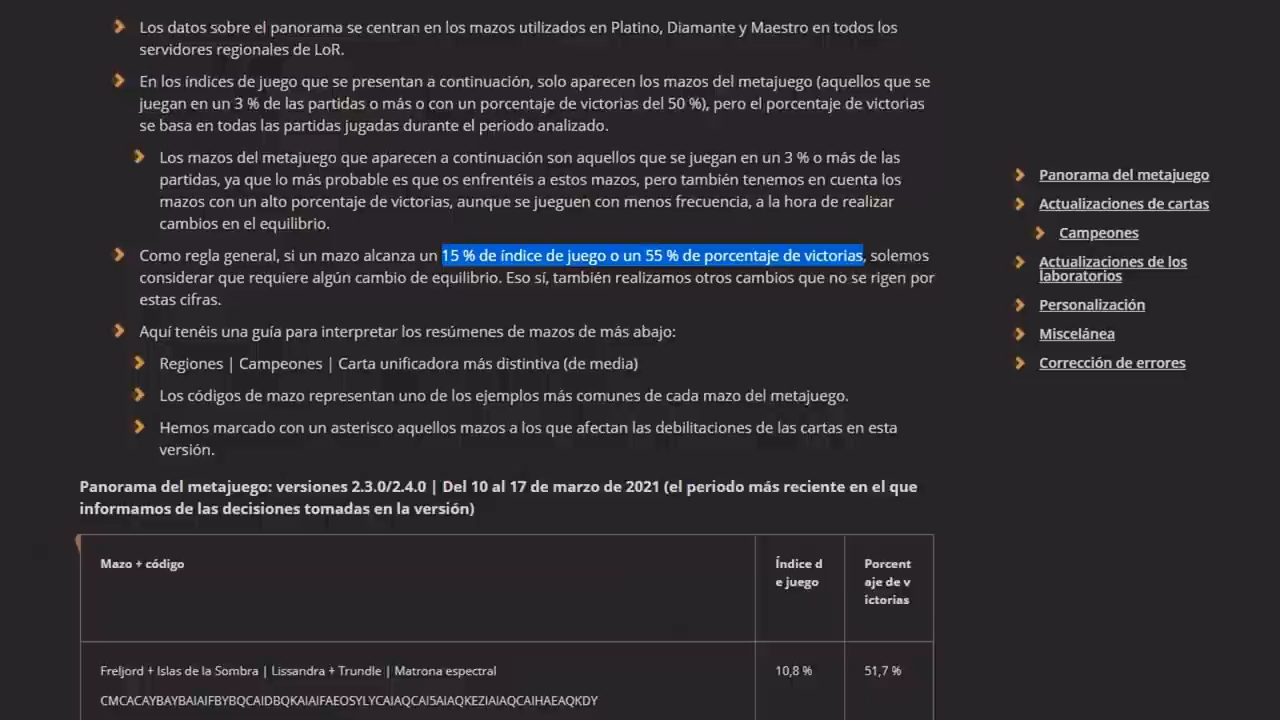 Los datos sobre el panorama se centran en los mazos utilizados en Platino, Diamante y Maestro en todos los
servidores regionales de LoR.
En los índices de juego que se presentan a continuación, solo aparecen los mazos del metajuego (aquellos que se
juegan en un 3 % de las partidas o más o con un porcentaje de victorias del 50 %), pero el porcentaje de victorias
se basa en todas las partidas jugadas durante el periodo analizado.
Los mazos del metajuego que aparecen a continuación son aquellos que se juegan en un 3 % o más de las
partidas, ya que lo más probable es que os enfrentéis a estos mazos, pero también tenemos en cuenta los
mazos con un alto porcentaje de victorias, aunque se jueguen con menos frecuencia, a la hora de realizar
cambios en el equilibrio.
Como regla general, si un mazo alcanza un 15 % de índice de juego o un 55 % de porcentaje de victorias, solemos
considerar que requiere algún cambio de equilibrio. Eso sí, también realizamos otros cambios que no se rigen por
estas cifras.
Aquí tenéis una guía para interpretar los resúmenes de mazos de más abajo:
Regiones | Campeones | Carta unificadora más distintiva (de media)
Los códigos de mazo representan uno de los ejemplos más comunes de cada mazo del metajuego.
Hemos marcado con un asterisco aquellos mazos a los que afectan las debilitaciones de las cartas en esta
versión.
Panorama del metajuego: versiones 2.3.0/2.4.0 | Del 10 al 17 de marzo de 2021 (el periodo más reciente en el que
informamos de las decisiones tomadas en la versión)
Mazo + código
Índice d
e juego
Porcent
aje de v
ictorias
Freljord + Islas de la Sombra | Lissandra + Trundle | Matrona espectral
10,8 %
51,7 %
CMCACAYBAYBAIAIFBYBQCAIDBQKAIAIFAEOSYLYCAIAQCAI5AIAQKEZIAIAQCAIHAEAQKDY
Panorama del metajuego
Actualizaciones de cartas
Campeones
Actualizaciones de los
laboratorios
Personalización
Miscelánea
Corrección de errores